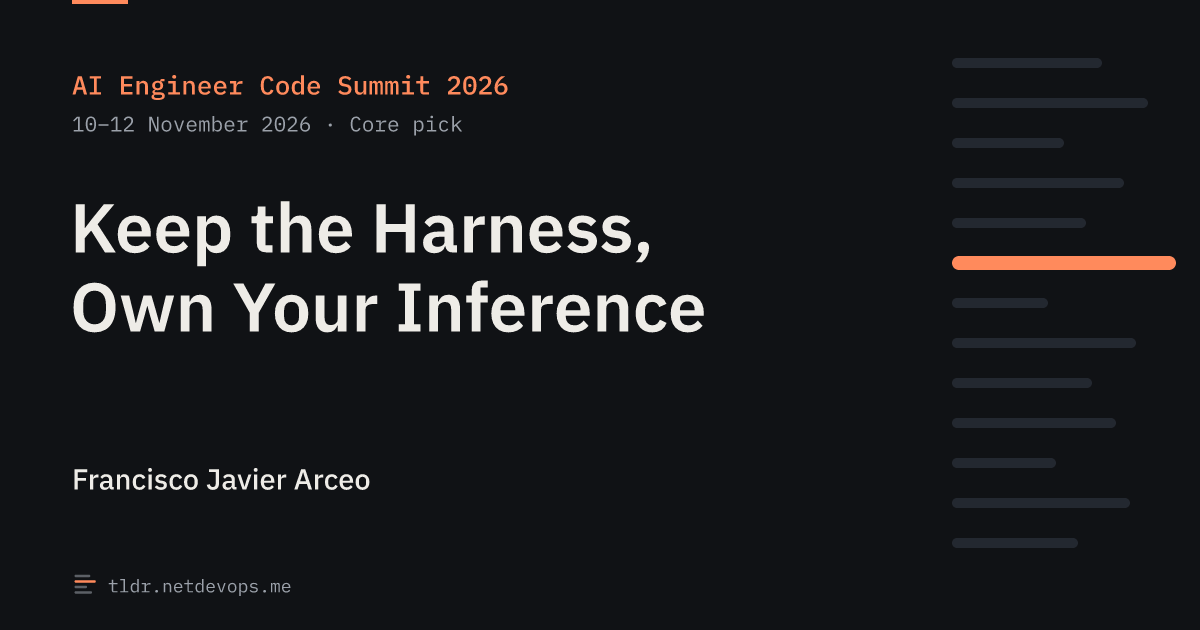 AI Engineer Code Summit 2026
10–12 November 2026 · Core pick
Keep the Harness,
Own Your Inference
Francisco Javier Arceo
tldr.netdevops.me